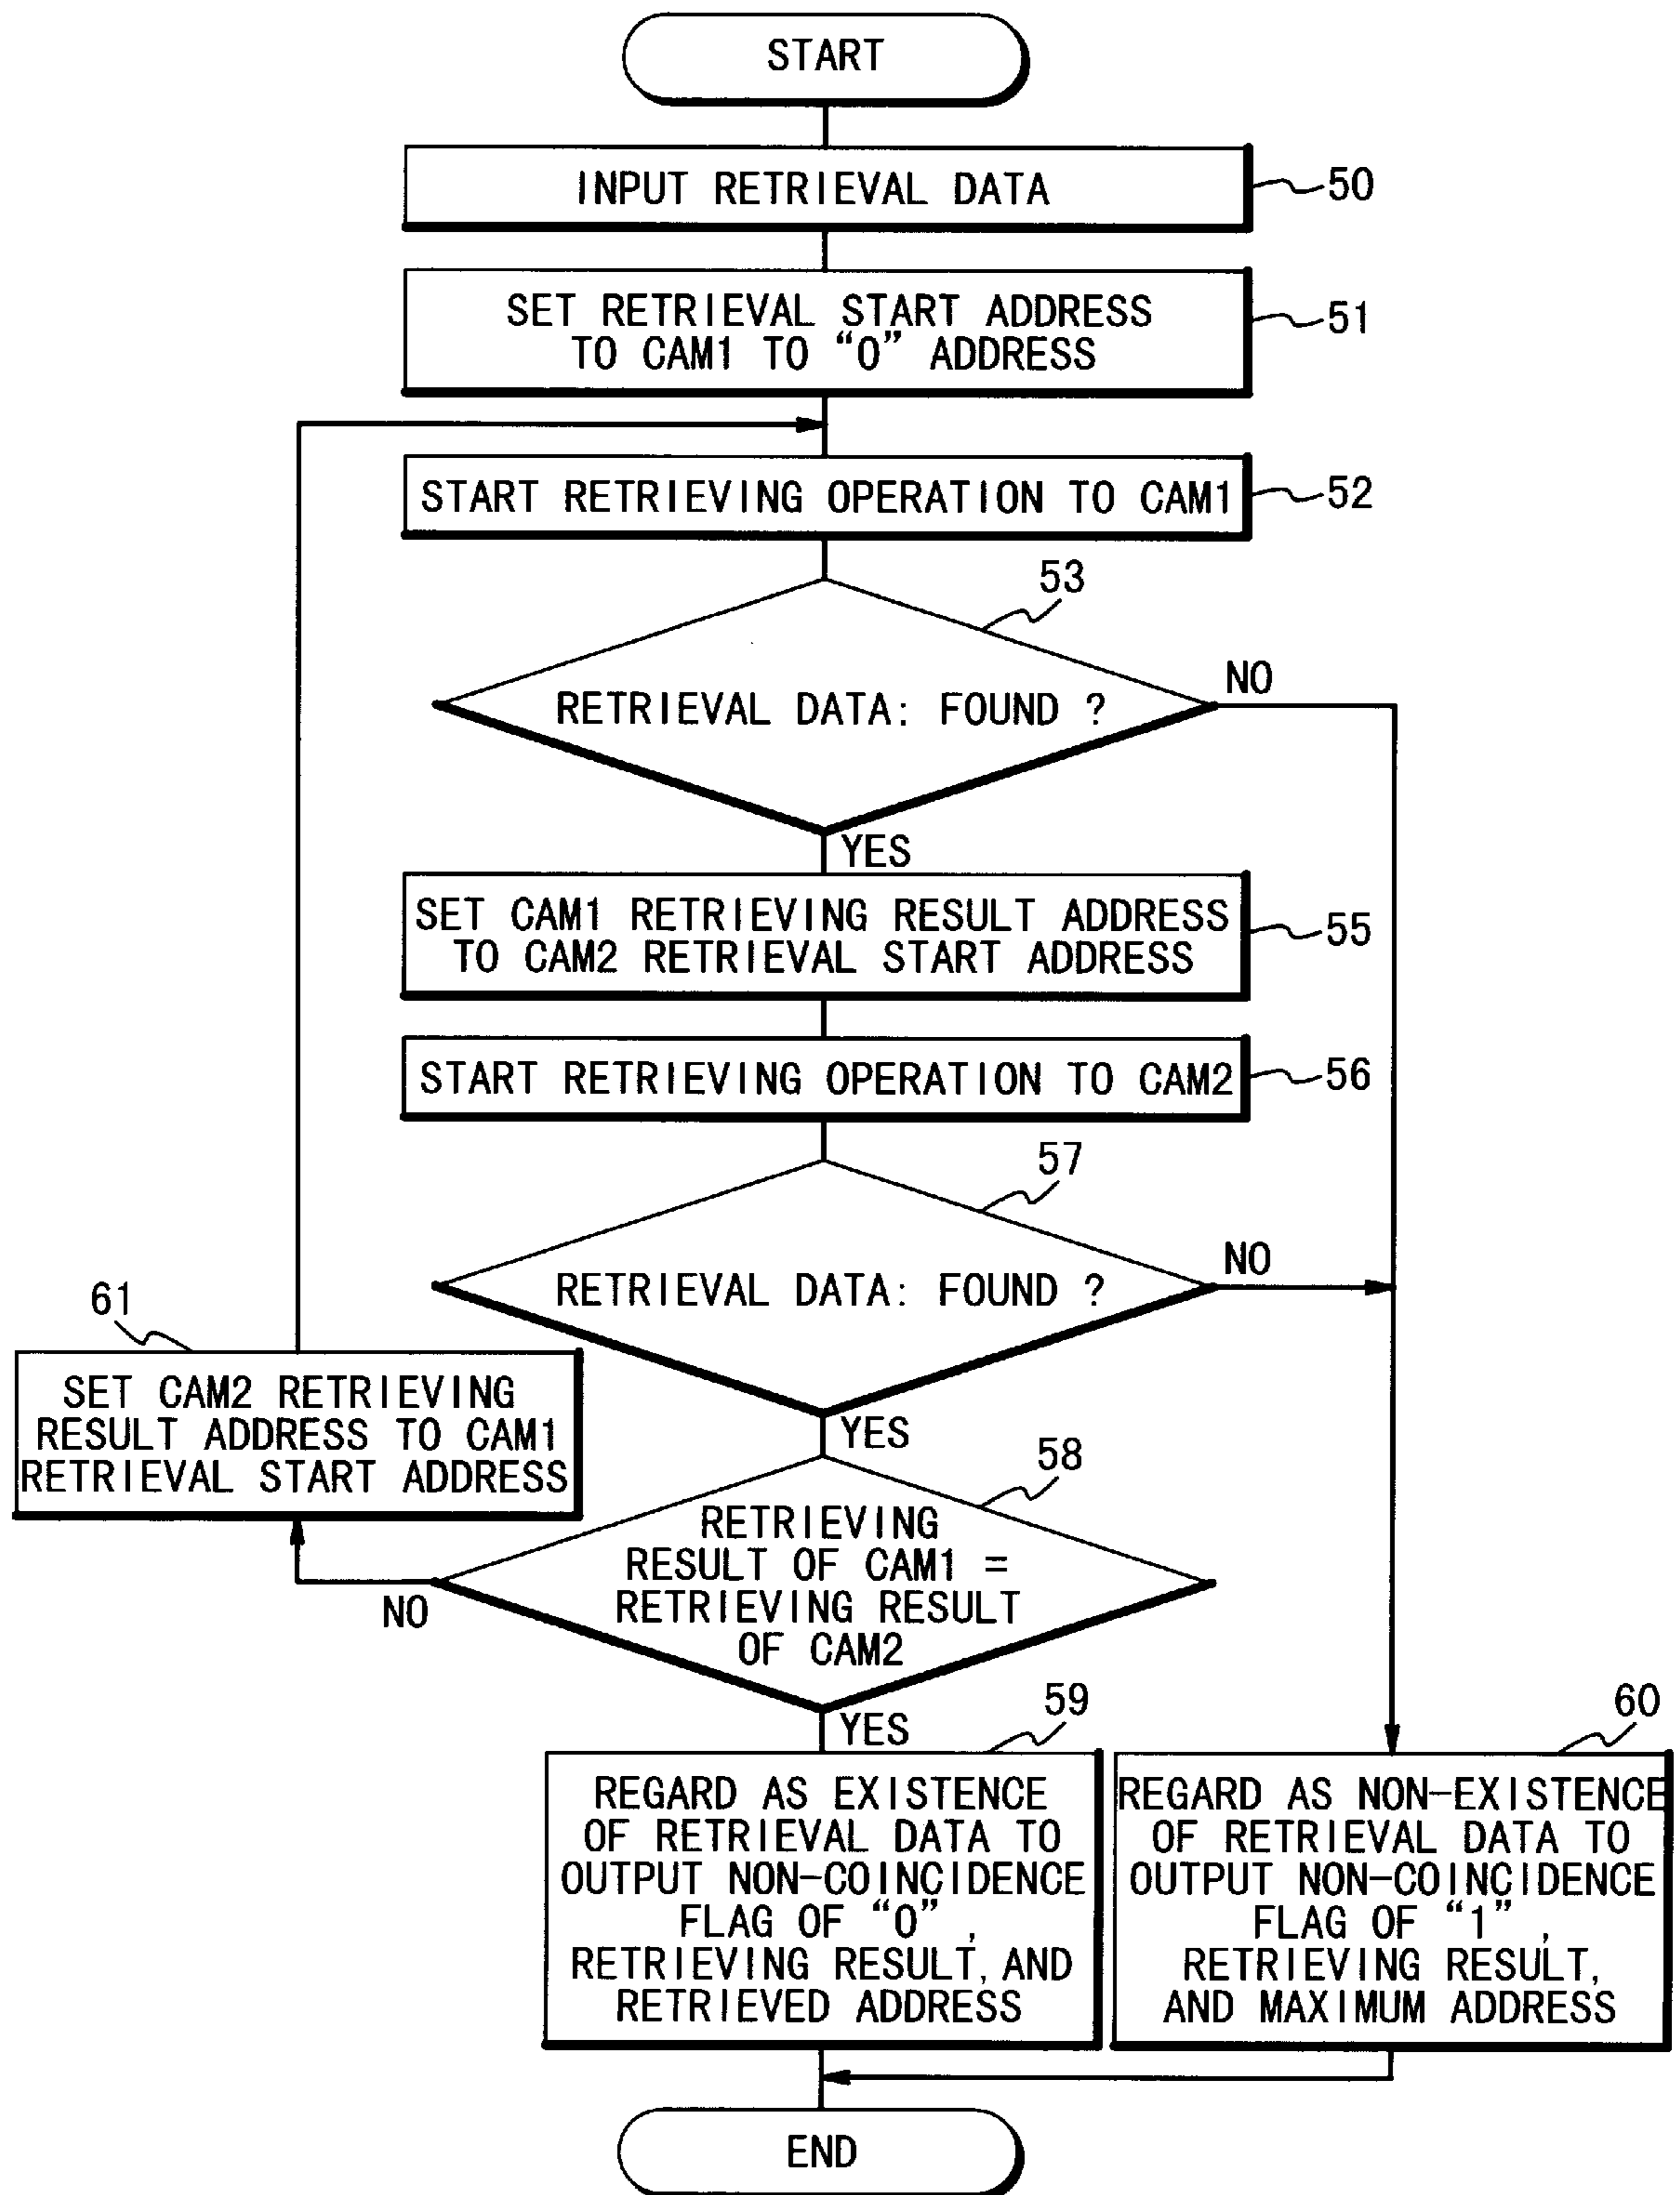 START
INPUT RETRIEVAL DATA
50
SET RETRIEVAL START ADDRESS
TO CAM1 TO “0” ADDRESS
51
START RETRIEVING OPERATION TO CAM1
52
53
RETRIEVAL DATA: FOUND ?
NO
YES
SET CAM1 RETRIEVING RESULT ADDRESS
TO CAM2 RETRIEVAL START ADDRESS
55
START RETRIEVING OPERATION TO CAM2
56
57
RETRIEVAL DATA: FOUND ?
NO
YES
61
SET CAM2 RETRIEVING
RESULT ADDRESS TO CAM1
RETRIEVAL START ADDRESS
58
RETRIEVING
RESULT OF CAM1 =
RETRIEVING RESULT
OF CAM2
NO
YES
59
REGARD AS EXISTENCE
OF RETRIEVAL DATA TO
OUTPUT NON-COINCIDENCE
FLAG OF “0”,
RETRIEVING RESULT, AND
RETRIEVED ADDRESS
60
REGARD AS NON-EXISTENCE
OF RETRIEVAL DATA TO
OUTPUT NON-COINCIDENCE
FLAG OF “1”,
RETRIEVING RESULT,
AND MAXIMUM ADDRESS
END